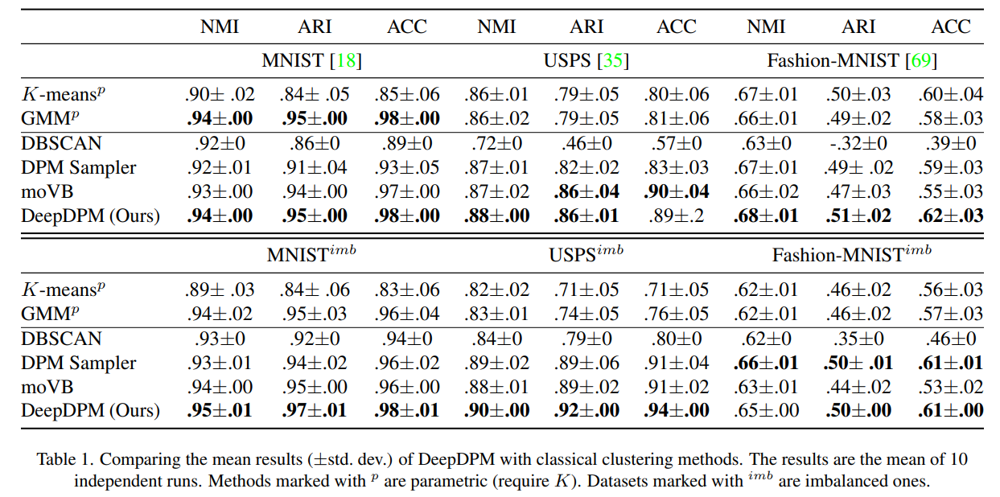 NMI ARI ACC NMI ARI ACC NMI ARI ACC
MNIST [18] USPS [35] Fashion-MNIST [69]
K-means^p .90± .02 .84± .05 .85±.06 .86±.01 .79±.05 .80±.06 .67±.01 .50±.03 .60±.04
GMM^p .94±.00 .95±.00 .98±.00 .86±.02 .79±.05 .81±.06 .66±.01 .49±.02 .58±.03
DBSCAN .92±0 .86±0 .89±0 .72±0 .46±0 .57±0 .63±0 -.32±0 .39±0
DPM Sampler .92±.01 .91±.04 .93±.05 .87±.01 .82±.02 .83±.03 .67±.01 .49± .02 .59±.03
moVB .93±.00 .94±.00 .97±.00 .87±.02 .86±.04 .90±.04 .66±.02 .47±.03 .55±.03
DeepDPM (Ours) .94±.00 .95±.00 .98±.00 .88±.00 .86±.01 .89±.2 .68±.01 .51±.02 .62±.03
MNIST^imb USPS^imb Fashion-MNIST^imb
K-means^p .89± .03 .84± .06 .83±.06 .82±.02 .71±.05 .71±.05 .62±.01 .46±.02 .56±.03
GMM^p .94±.02 .95±.03 .96±.04 .83±.01 .74±.05 .76±.05 .62±.01 .46±.02 .57±.03
DBSCAN .93±0 .92±0 .94±0 .84±0 .79±0 .80±0 .62±0 .35±0 .46±0
DPM Sampler .93±.01 .94±.02 .96±.02 .89±.02 .89±.06 .91±.04 .66±.01 .50± .01 .61±.01
moVB .94±.00 .95±.00 .96±.00 .88±.01 .89±.02 .91±.02 .63±.01 .44±.02 .53±.02
DeepDPM (Ours) .95±.01 .97±.01 .98±.01 .90±.00 .92±.00 .94±.00 .65±.00 .50±.00 .61±.00
Table 1. Comparing the mean results (±std. dev.) of DeepDPM with classical clustering methods. The results are the mean of 10
independent runs. Methods marked with ^p are parametric (require K). Datasets marked with ^imb are imbalanced ones.